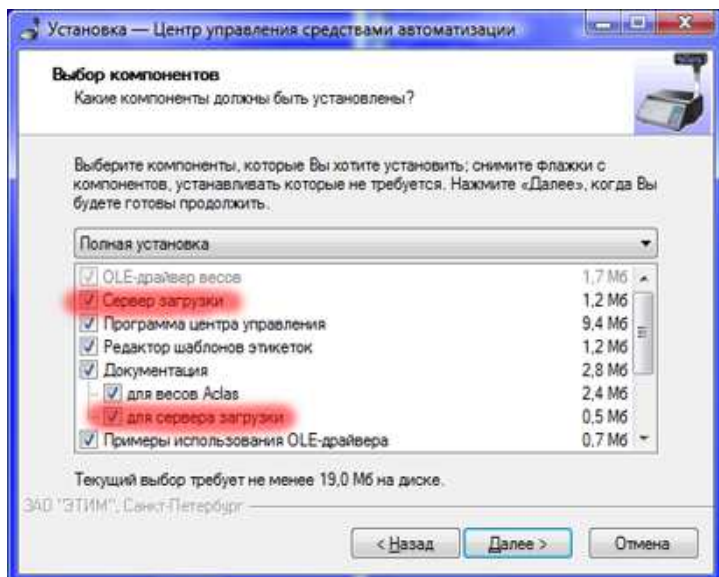 Установка — Центр управления средствами автоматизации
Выбор компонентов
Какие компоненты должны быть установлены?
Выберите компоненты, которые Вы хотите установить; снимите флажки с
компонентов, устанавливать которые не требуется. Нажмите «Далее», когда Вы
будете готовы продолжить.
Полная установка
OLE-драйвер весов 1,7 Мб
Сервер загрузки 1,2 Мб
Программа центра управления 9,4 Мб
Редактор шаблонов этикеток 1,2 Мб
Документация 2,8 Мб
для весов Aclas 2,4 Мб
для сервера загрузки 0,5 Мб
Примеры использования OLE-драйвера 0,7 Мб
Текущий выбор требует не менее 19,0 Мб на диске.
ЗАО "ЭТИМ", Санкт-Петербург
< Назад Далее > Отмена